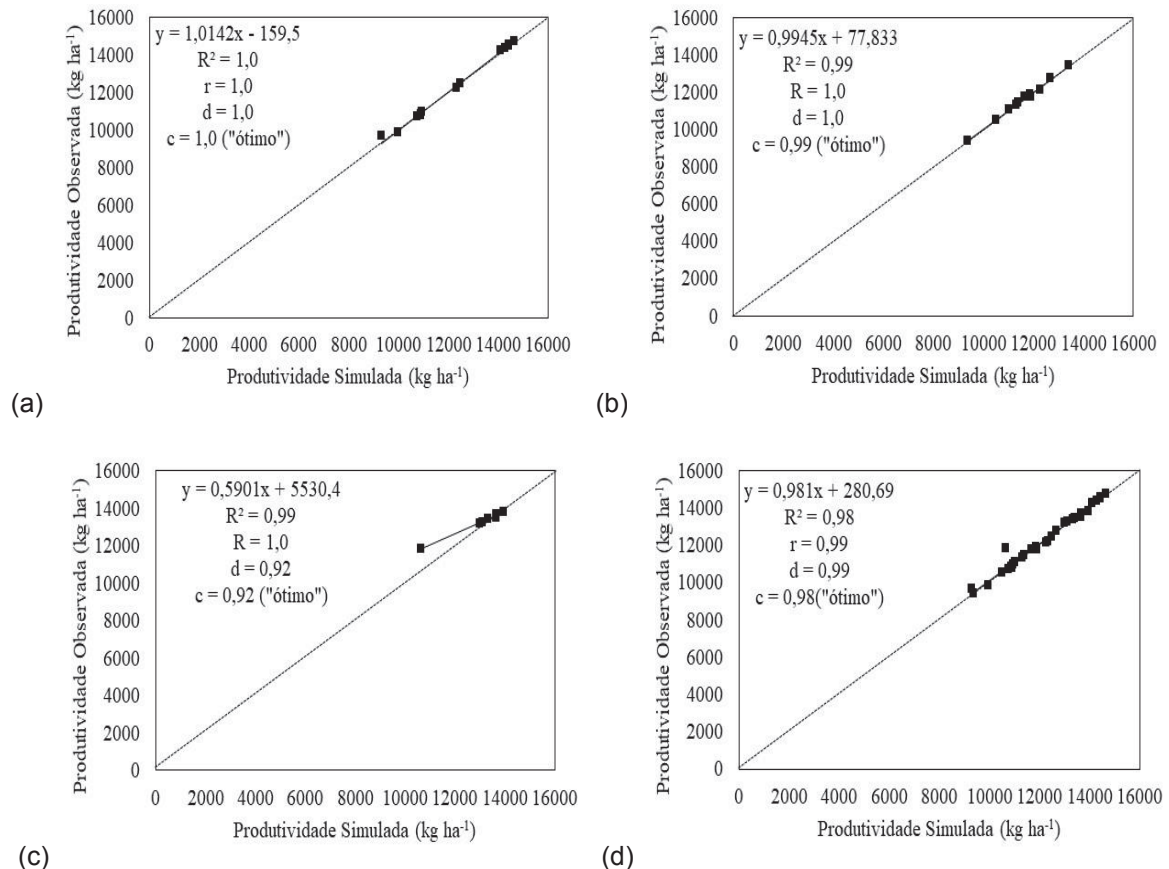 y = 1,0142x - 159,5
R² = 1,0
r = 1,0
d = 1,0
c = 1,0 ("ótimo")
Produtividade Observada (kg ha⁻¹)
16000
14000
12000
10000
8000
6000
4000
2000
0
0 2000 4000 6000 8000 10000 12000 14000 16000
Produtividade Simulada (kg ha⁻¹)
(a)
y = 0,9945x + 77,833
R² = 0,99
R = 1,0
d = 1,0
c = 0,99 ("ótimo")
Produtividade Observada (kg ha⁻¹)
16000
14000
12000
10000
8000
6000
4000
2000
0
0 2000 4000 6000 8000 10000 12000 14000 16000
Produtividade Simulada (kg ha⁻¹)
(b)
y = 0,5901x + 5530,4
R² = 0,99
R = 1,0
d = 0,92
c = 0,92 ("ótimo")
Produtividade Observada (kg ha⁻¹)
16000
14000
12000
10000
8000
6000
4000
2000
0
0 2000 4000 6000 8000 10000 12000 14000 16000
Produtividade Simulada (kg ha⁻¹)
(c)
y = 0,981x + 280,69
R² = 0,98
r = 0,99
d = 0,99
c = 0,98("ótimo")
Produtividade Observada (kg ha⁻¹)
16000
14000
12000
10000
8000
6000
4000
2000
0
0 2000 4000 6000 8000 10000 12000 14000 16000
Produtividade Simulada (kg ha⁻¹)
(d)